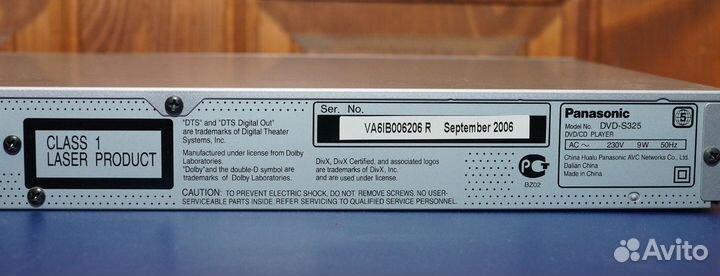 CLASS 1
LASER PRODUCT
"DTS" and "DTS Digital Out"
are trademarks of Digital Theater
Systems, Inc.
Manufactured under license from Dolby
Laboratories.
"Dolby" and the double-D symbol are
trademarks of Dolby Laboratories.
Ser. No.
VA6IB006206 R September 2006
DivX, DivX Certified, and associated logos
are trademarks of DivX, Inc.
and are used under license.
BZ02
CAUTION: TO PREVENT ELECTRIC SHOCK, DO NOT REMOVE SCREWS. NO USER-
SERVICEABLE PARTS INSIDE REFER SERVICING TO QUALIFIED SERVICE PERSONNEL.
Panasonic
Model No. DVD-S325
DVD/CD PLAYER
AC ~ 230V 9W 50Hz
China Hualu Panasonic AVC Networks Co., Ltd.
Dalian China
Made in China
Avito